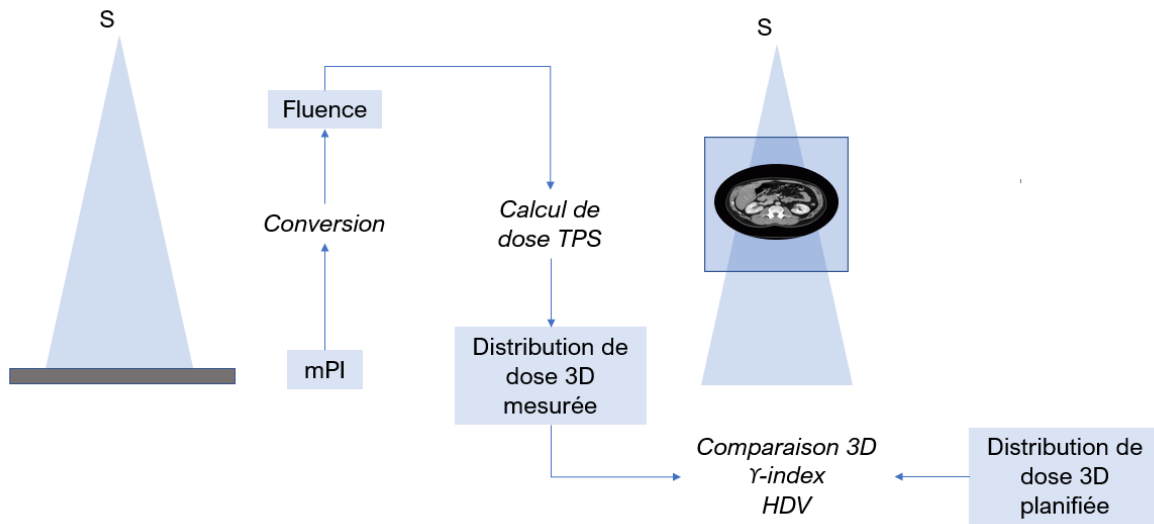 S
S
Fluence
Conversion
Calcul de
dose TPS
mPI
Distribution de
dose 3D
mesurée
Comparaison 3D
ϒ-index
HDV
Distribution de
dose 3D
planifiée